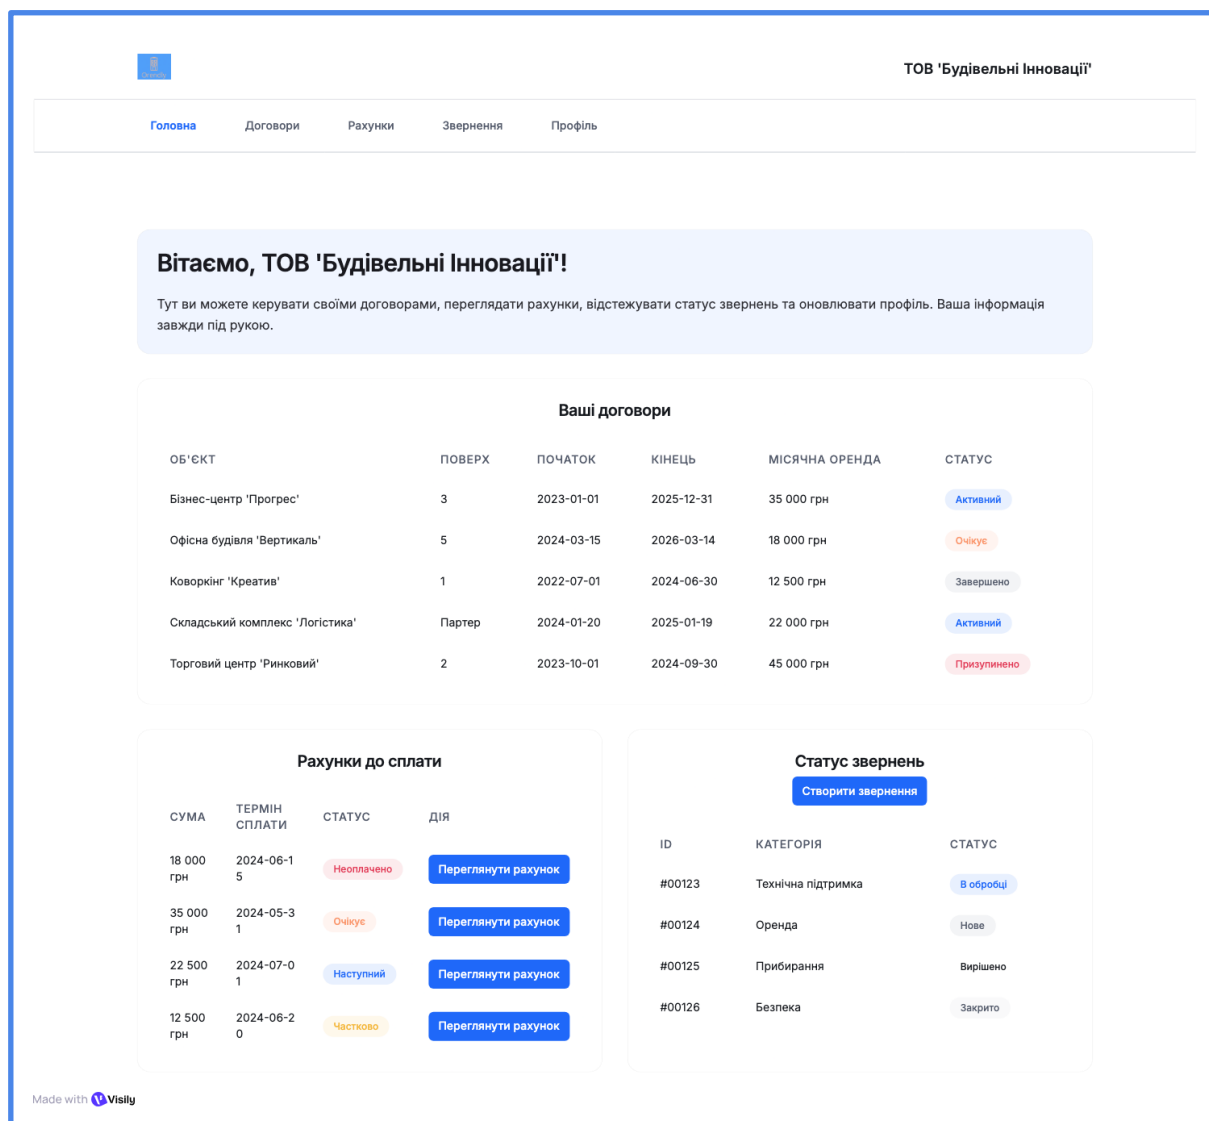 ТОВ 'Будівельні Інновації'
Головна Договори Рахунки Звернення Профіль
Вітаємо, ТОВ 'Будівельні Інновації'!
Тут ви можете керувати своїми договорами, переглядати рахунки, відстежувати статус звернень та оновлювати профіль. Ваша інформація
завжди під рукою.
Ваші договори
ОБ'ЄКТ ПОВЕРХ ПОЧАТОК КІНЕЦЬ МІСЯЧНА ОРЕНДА СТАТУС
Бізнес-центр 'Прогрес' 3 2023-01-01 2025-12-31 35 000 грн Активний
Офісна будівля 'Вертикаль' 5 2024-03-15 2026-03-14 18 000 грн Очікує
Коворкінг 'Креатив' 1 2022-07-01 2024-06-30 12 500 грн Завершено
Складський комплекс 'Логістика' Партер 2024-01-20 2025-01-19 22 000 грн Активний
Торговий центр 'Ринковий' 2 2023-10-01 2024-09-30 45 000 грн Призупинено
Рахунки до сплати
СУМА ТЕРМІН СТАТУС ДІЯ
СПЛАТИ
18 000 2024-06-1 Неоплачено Переглянути рахунок
грн 5
35 000 2024-05-3 Очікує Переглянути рахунок
грн 1
22 500 2024-07-0 Наступний Переглянути рахунок
грн 1
12 500 2024-06-2 Частково Переглянути рахунок
грн 0
Статус звернень
Створити звернення
ID КАТЕГОРІЯ СТАТУС
#00123 Технічна підтримка В обробці
#00124 Оренда Нове
#00125 Прибирання Вирішено
#00126 Безпека Закрито
Made with Visily